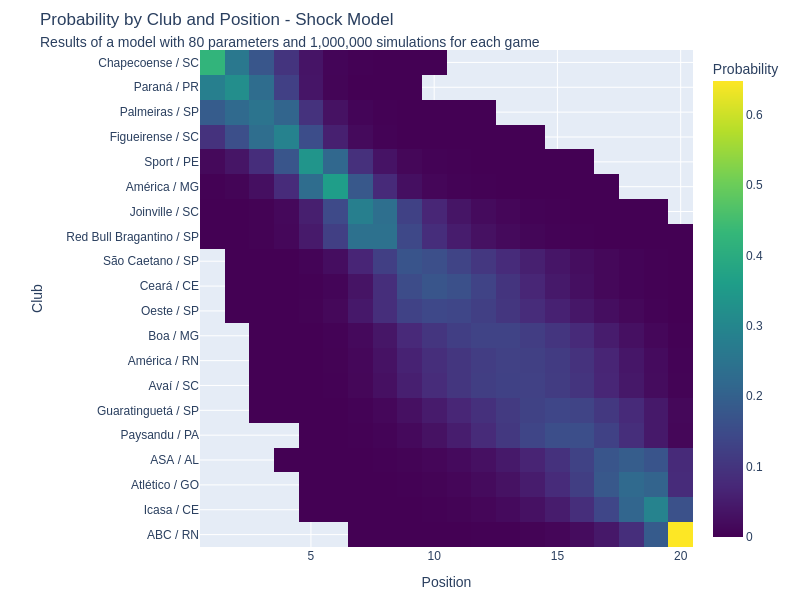 Probability by Club and Position - Shock Model
Results of a model with 80 parameters and 1,000,000 simulations for each game
Probability
Chapecoense / SC
Paraná / PR
Palmeiras / SP
Figueirense / SC
Sport / PE
América / MG
Joinville / SC
Red Bull Bragantino / SP
São Caetano / SP
Ceará / CE
Oeste / SP
Boa / MG
América / RN
Avaí / SC
Guaratinguetá / SP
Paysandu / PA
ASA / AL
Atlético / GO
Icasa / CE
ABC / RN
Club
5
10
15
20
Position
0.6
0.5
0.4
0.3
0.2
0.1
0